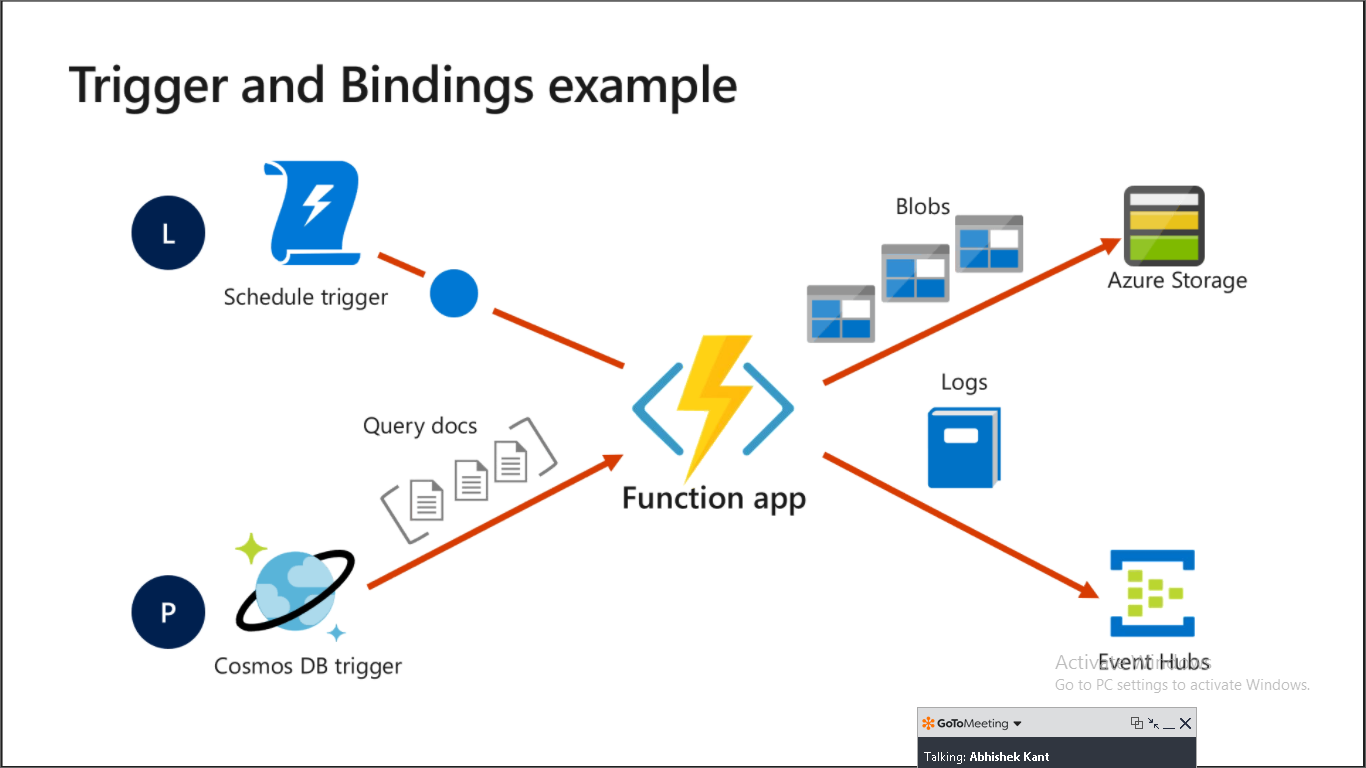 Trigger and Bindings example
L
Schedule trigger
Blobs
Azure Storage
Logs
Query docs
Function app
P
Cosmos DB trigger
Event Hubs
Activate Windows
Go to PC settings to activate Windows.
GoToMeeting
Talking: Abhishek Kant